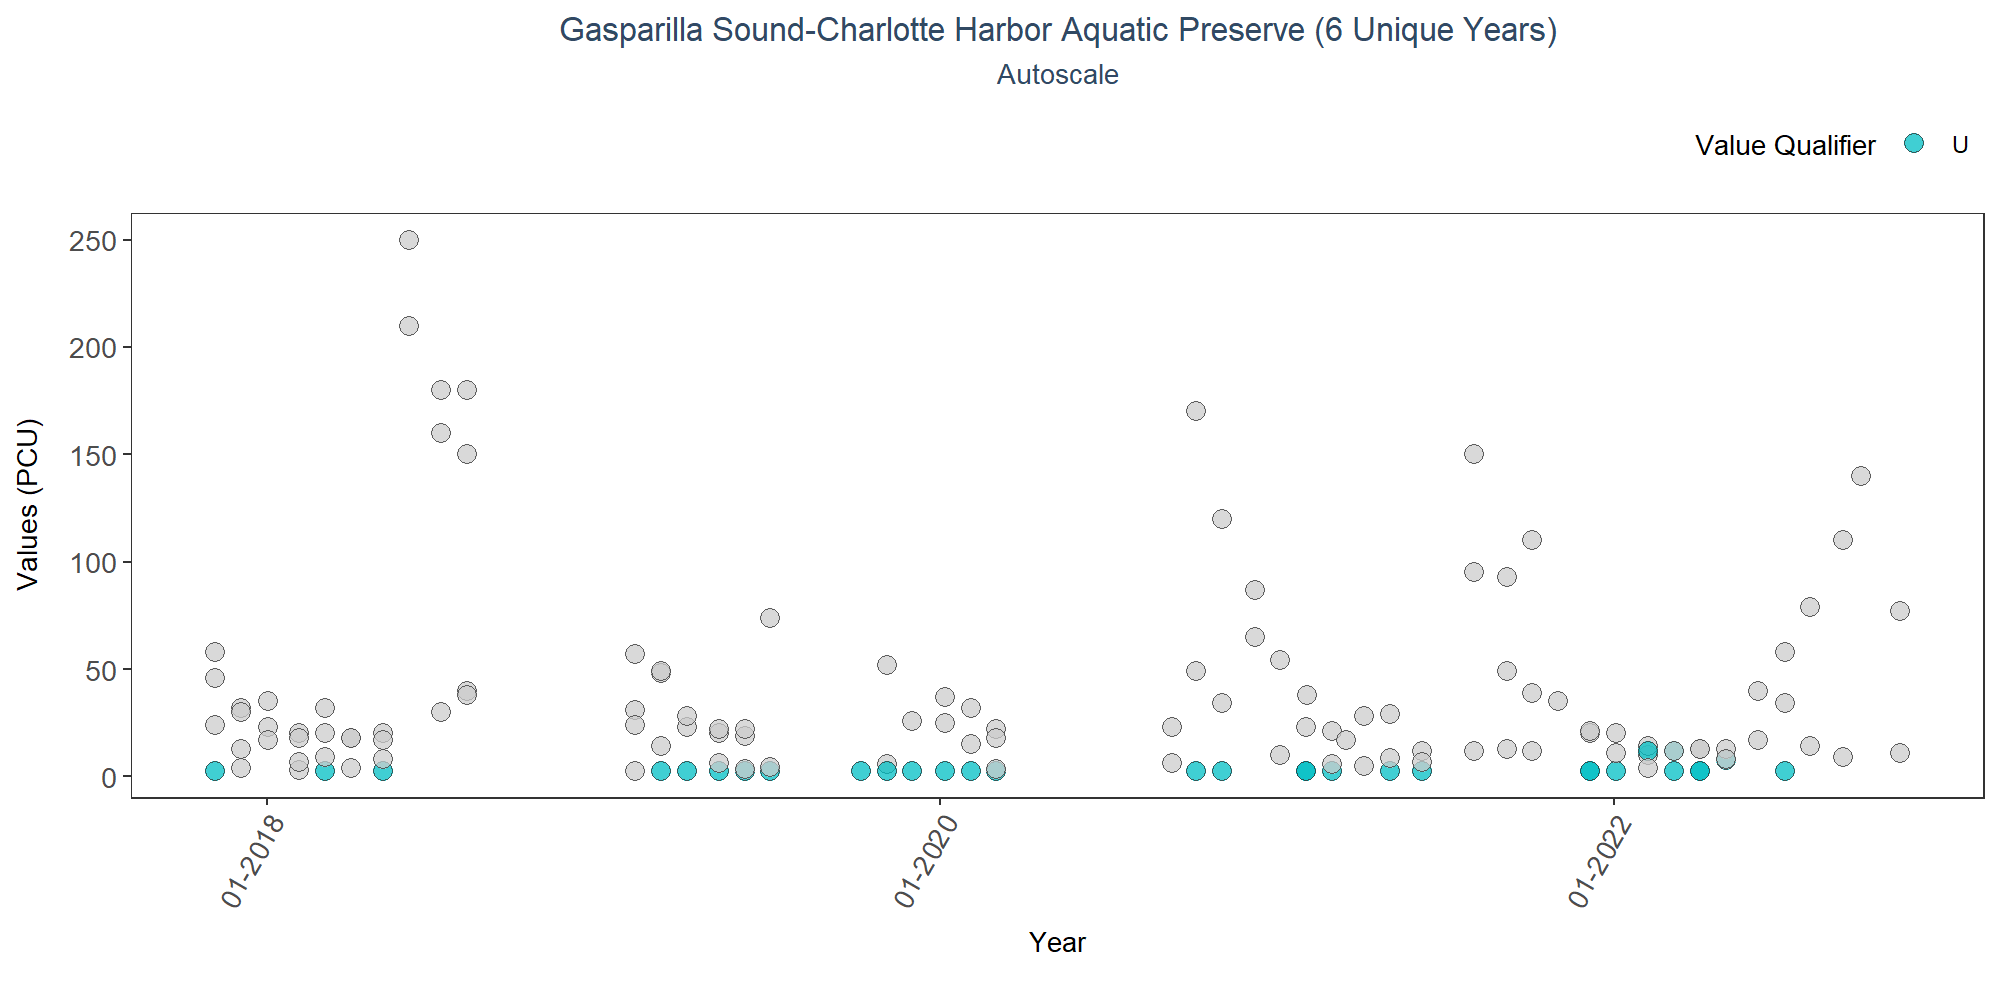 Gasparilla Sound-Charlotte Harbor Aquatic Preserve (6 Unique Years)
Autoscale
Value Qualifier U
250
200
150
100
50
0
Values (PCU)
01-2018 01-2020 01-2022
Year